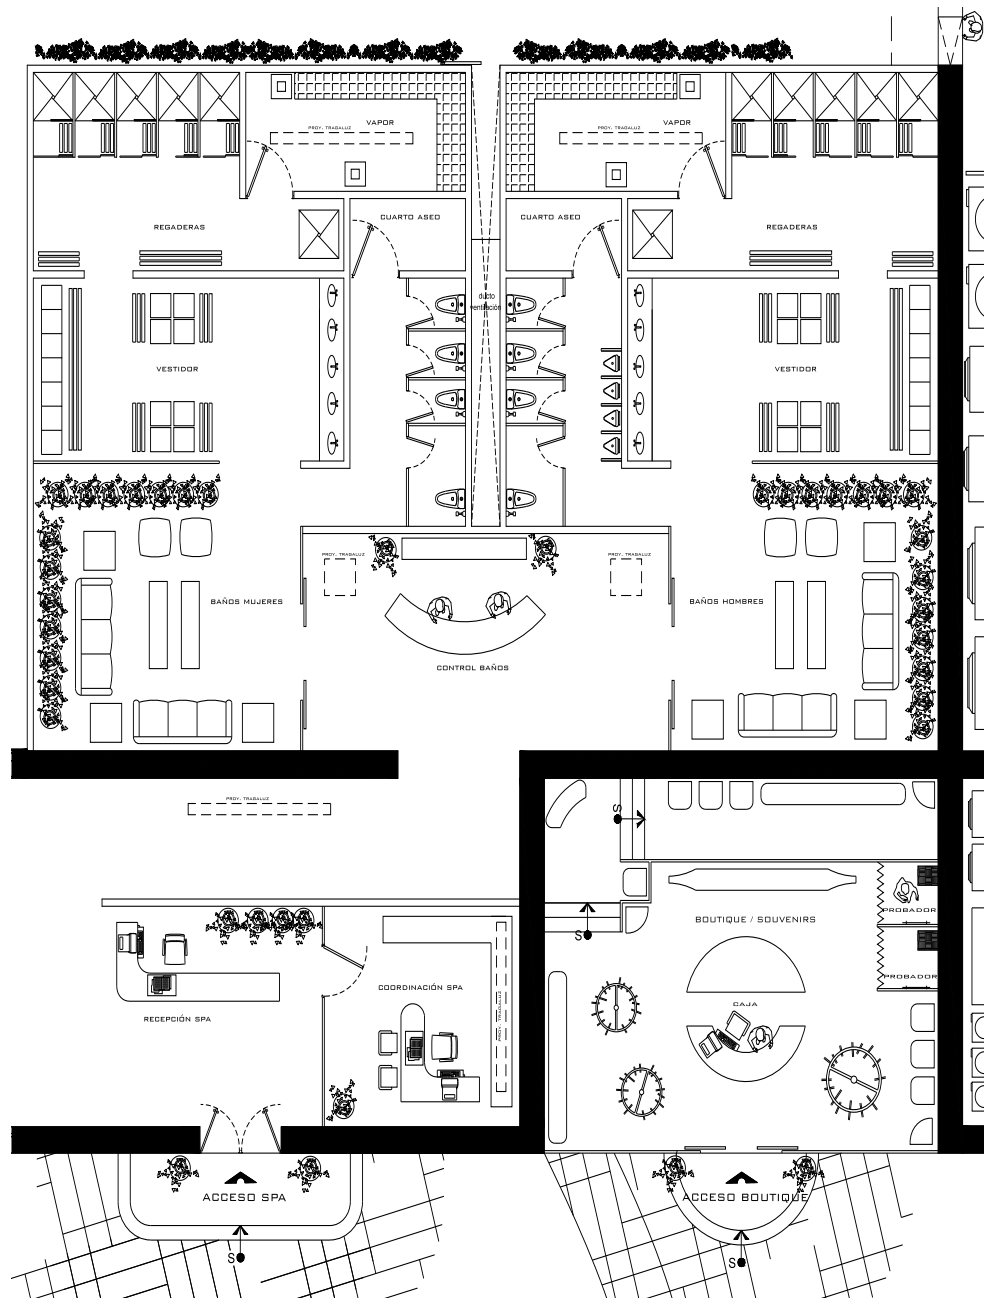 VAPOR
VAPOR
PROY. TRAGALUZ
PROY. TRAGALUZ
CUARTO ASEO
CUARTO ASEO
REGADERAS
REGADERAS
ducto
ventilación
VESTIDOR
VESTIDOR
PROY. TRAGALUZ
PROY. TRAGALUZ
BAÑOS MUJERES
BAÑOS HOMBRES
CONTROL BAÑOS
PROY. TRAGALUZ
S
PROBADOR
BOUTIQUE / SOUVENIRS
S
PROBADOR
COORDINACIÓN SPA
CAJA
PROY. TRAGALUZ
RECEPCIÓN SPA
ACCESO SPA
ACCESO BOUTIQUE
S
S